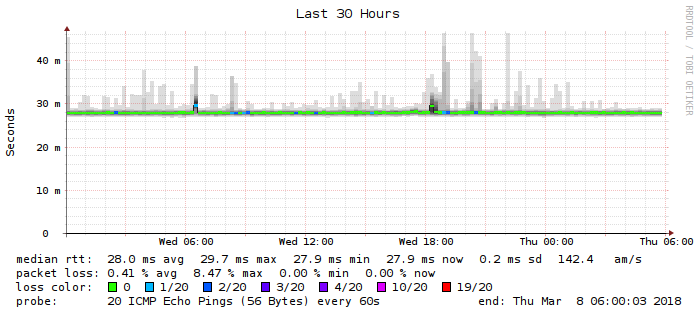 Last 30 Hours
RRDTOOL / TOBI OETIKER
Seconds
40 m
30 m
20 m
10 m
0
Wed 06:00 Wed 12:00 Wed 18:00 Thu 00:00 Thu 06:00
median rtt: 28.0 ms avg 29.7 ms max 27.9 ms min 27.9 ms now 0.2 ms sd 142.4 am/s
packet loss: 0.41 % avg 8.47 % max 0.00 % min 0.00 % now
loss color: 0 1/20 2/20 3/20 4/20 10/20 19/20
probe: 20 ICMP Echo Pings (56 Bytes) every 60s end: Thu Mar 8 06:00:03 2018